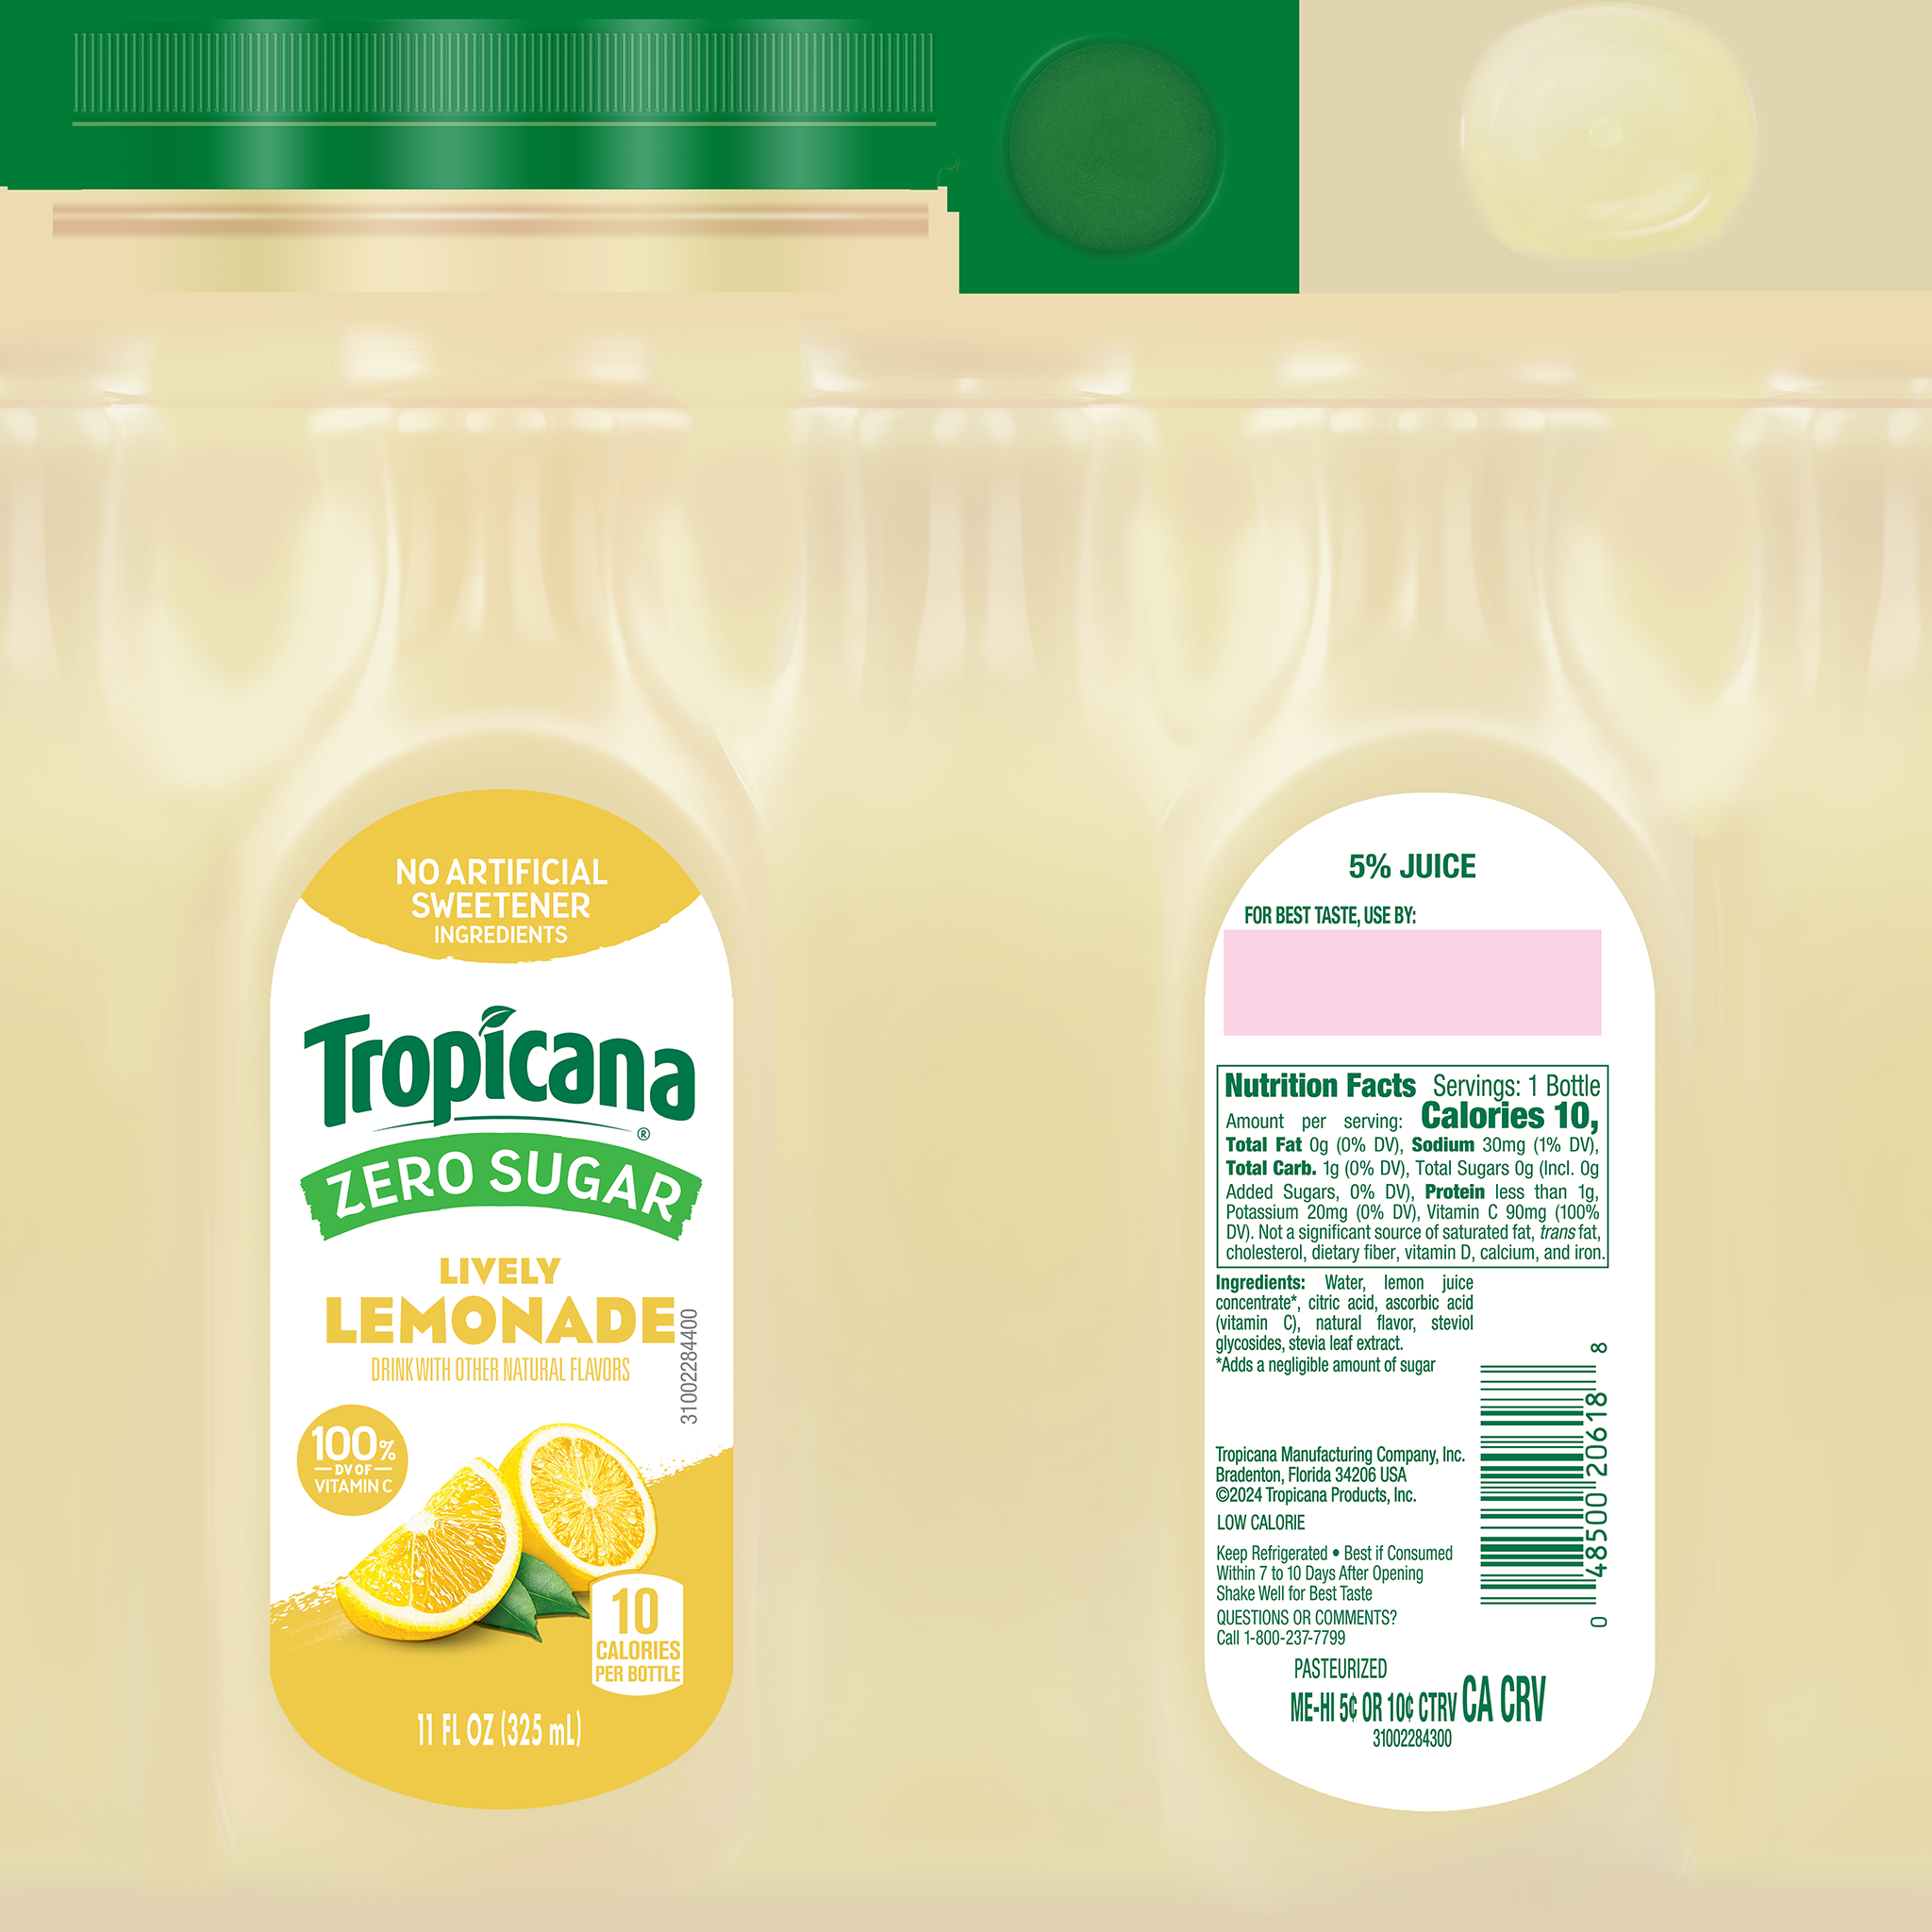 NO ARTIFICIAL
SWEETENER
INGREDIENTS
Tropicana
®
ZERO SUGAR
LIVELY
LEMONADE
DRINK WITH OTHER NATURAL FLAVORS
31002284400
100%
DV OF
VITAMIN C
10
CALORIES
PER BOTTLE
11 FL OZ (325 mL)
5% JUICE
FOR BEST TASTE, USE BY:
Nutrition Facts Servings: 1 Bottle
Amount per serving: Calories 10,
Total Fat 0g (0% DV), Sodium 30mg (1% DV),
Total Carb. 1g (0% DV), Total Sugars 0g (Incl. 0g
Added Sugars, 0% DV), Protein less than 1g,
Potassium 20mg (0% DV), Vitamin C 90mg (100%
DV). Not a significant source of saturated fat, trans fat,
cholesterol, dietary fiber, vitamin D, calcium, and iron.
Ingredients: Water, lemon juice
concentrate*, citric acid, ascorbic acid
(vitamin C), natural flavor, steviol
glycosides, stevia leaf extract.
*Adds a negligible amount of sugar
Tropicana Manufacturing Company, Inc.
Bradenton, Florida 34206 USA
©2024 Tropicana Products, Inc.
LOW CALORIE
Keep Refrigerated • Best if Consumed
Within 7 to 10 Days After Opening
Shake Well for Best Taste
QUESTIONS OR COMMENTS?
Call 1-800-237-7799
0 48500 20618 8
PASTEURIZED
ME-HI 5¢ OR 10¢ CTRV CA CRV
31002284300